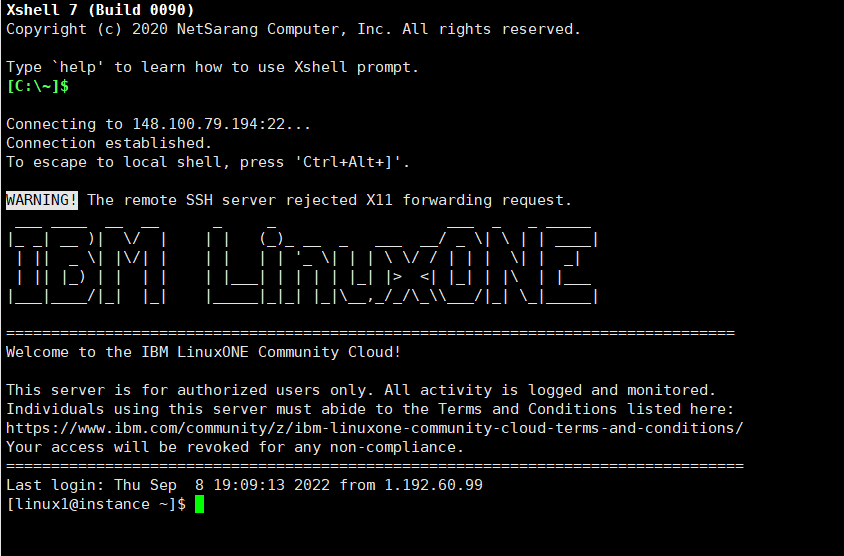 Xshell 7 (Build 0090)
Copyright (c) 2020 NetSarang Computer, Inc. All rights reserved.
Type `help' to learn how to use Xshell prompt.
[C:\~]$
Connecting to 148.100.79.194:22...
Connection established.
To escape to local shell, press 'Ctrl+Alt+]'.
WARNING! The remote SSH server rejected X11 forwarding request.
IBM LinuxONE
=================================================================================
Welcome to the IBM LinuxONE Community Cloud!
This server is for authorized users only. All activity is logged and monitored.
Individuals using this server must abide to the Terms and Conditions listed here:
https://www.ibm.com/community/z/ibm-linuxone-community-cloud-terms-and-conditions/
Your access will be revoked for any non-compliance.
==================================================================================
Last login: Thu Sep  8 19:09:13 2022 from 1.192.60.99
[linux1@instance ~]$